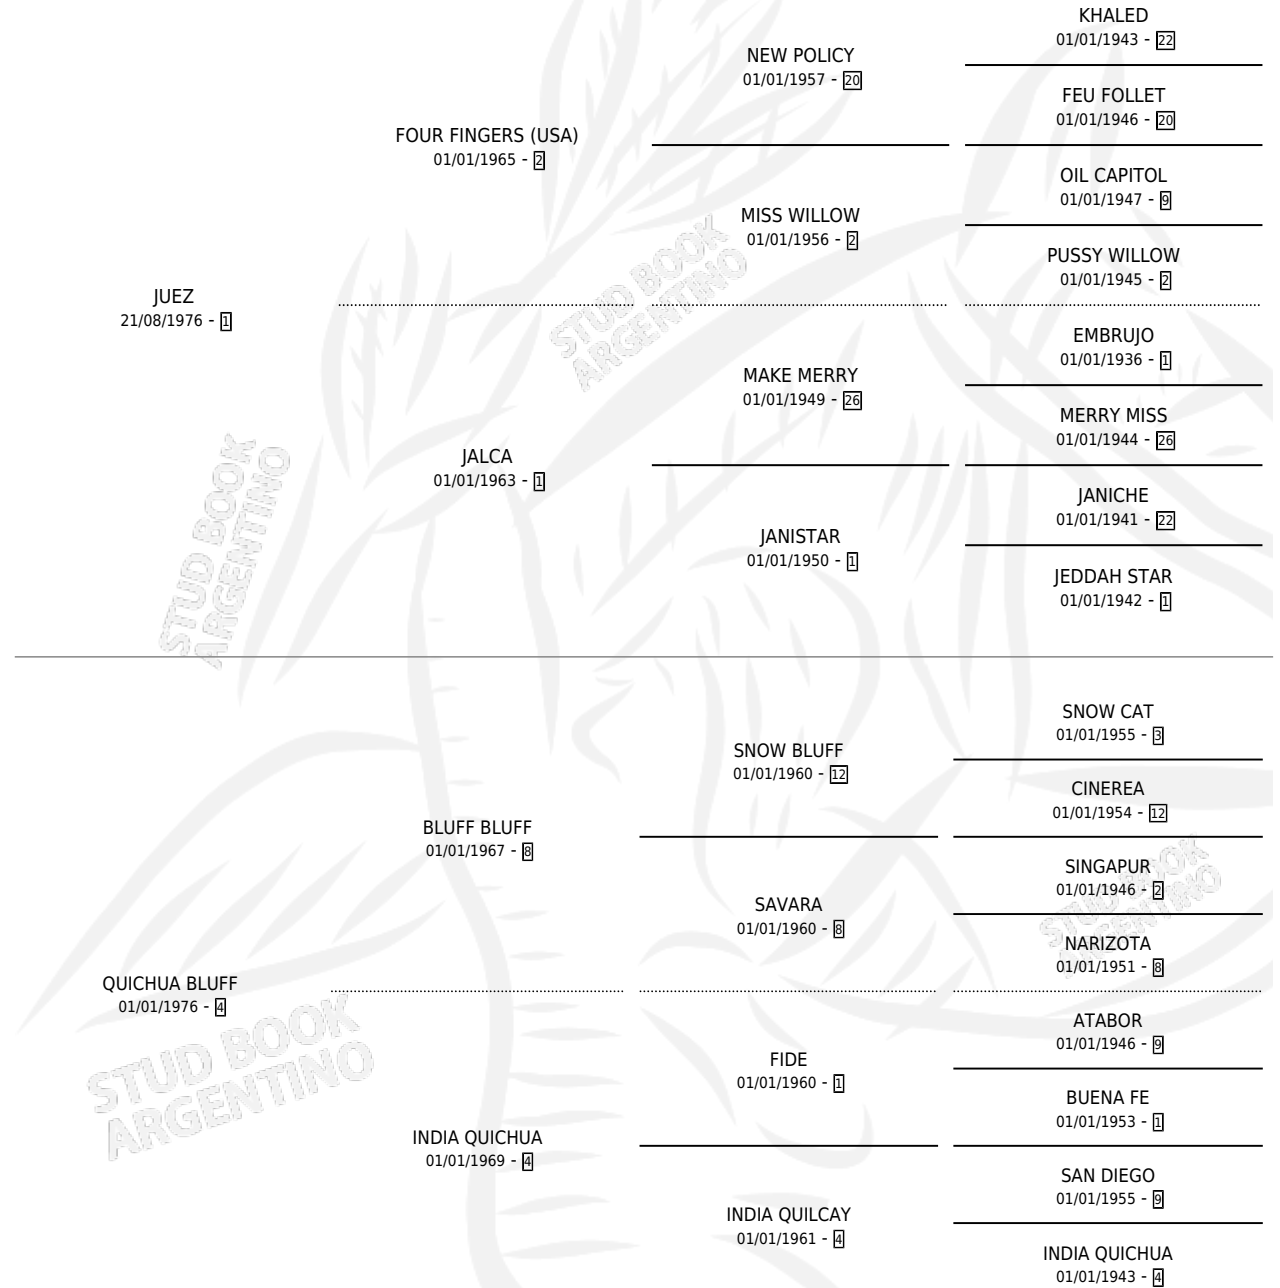 KHALED
01/01/1943 - 22
NEW POLICY
01/01/1957 - 20
FEU FOLLET
01/01/1946 - 20
FOUR FINGERS (USA)
01/01/1965 - 2
OIL CAPITOL
01/01/1947 - 9
MISS WILLOW
01/01/1956 - 2
PUSSY WILLOW
01/01/1945 - 2
JUEZ
21/08/1976 - 1
STUD BOOK
ARGENTINO
EMBRUJO
01/01/1936 - 1
MAKE MERRY
01/01/1949 - 26
MERRY MISS
01/01/1944 - 26
JALCA
01/01/1963 - 1
JANICHE
01/01/1941 - 22
JANISTAR
01/01/1950 - 1
JEDDAH STAR
01/01/1942 - 1
STUD BOOK
ARGENTINO
SNOW CAT
01/01/1955 - 3
SNOW BLUFF
01/01/1960 - 12
CINEREA
01/01/1954 - 12
BLUFF BLUFF
01/01/1967 - 8
SINGAPUR
01/01/1946 - 2
SAVARA
01/01/1960 - 8
STUD BOOK
ARGENTINO
NARIZOTA
01/01/1951 - 8
QUICHUA BLUFF
01/01/1976 - 4
ATABOR
01/01/1946 - 9
FIDE
01/01/1960 - 1
STUD BOOK
ARGENTINO
BUENA FE
01/01/1953 - 1
INDIA QUICHUA
01/01/1969 - 4
SAN DIEGO
01/01/1955 - 9
INDIA QUILCAY
01/01/1961 - 4
INDIA QUICHUA
01/01/1943 - 4